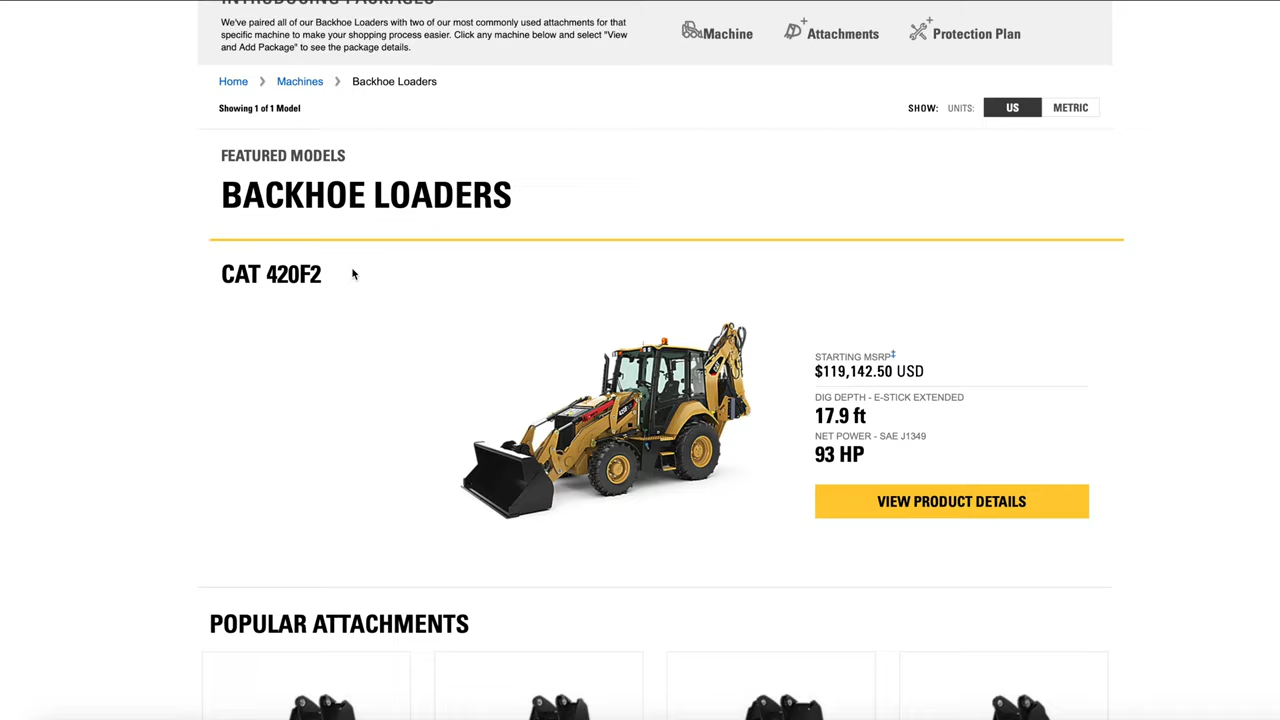 INTRODUCING PACKAGES
We've paired all of our Backhoe Loaders with two of our most commonly used attachments for that
specific machine to make your shopping process easier. Click any machine below and select "View
and Add Package" to see the package details.
Machine
Attachments
Protection Plan
Home > Machines > Backhoe Loaders
Showing 1 of 1 Model
SHOW: UNITS: US METRIC
FEATURED MODELS
BACKHOE LOADERS
CAT 420F2
STARTING MSRP‡
$119,142.50 USD
DIG DEPTH - E-STICK EXTENDED
17.9 ft
NET POWER - SAE J1349
93 HP
VIEW PRODUCT DETAILS
POPULAR ATTACHMENTS